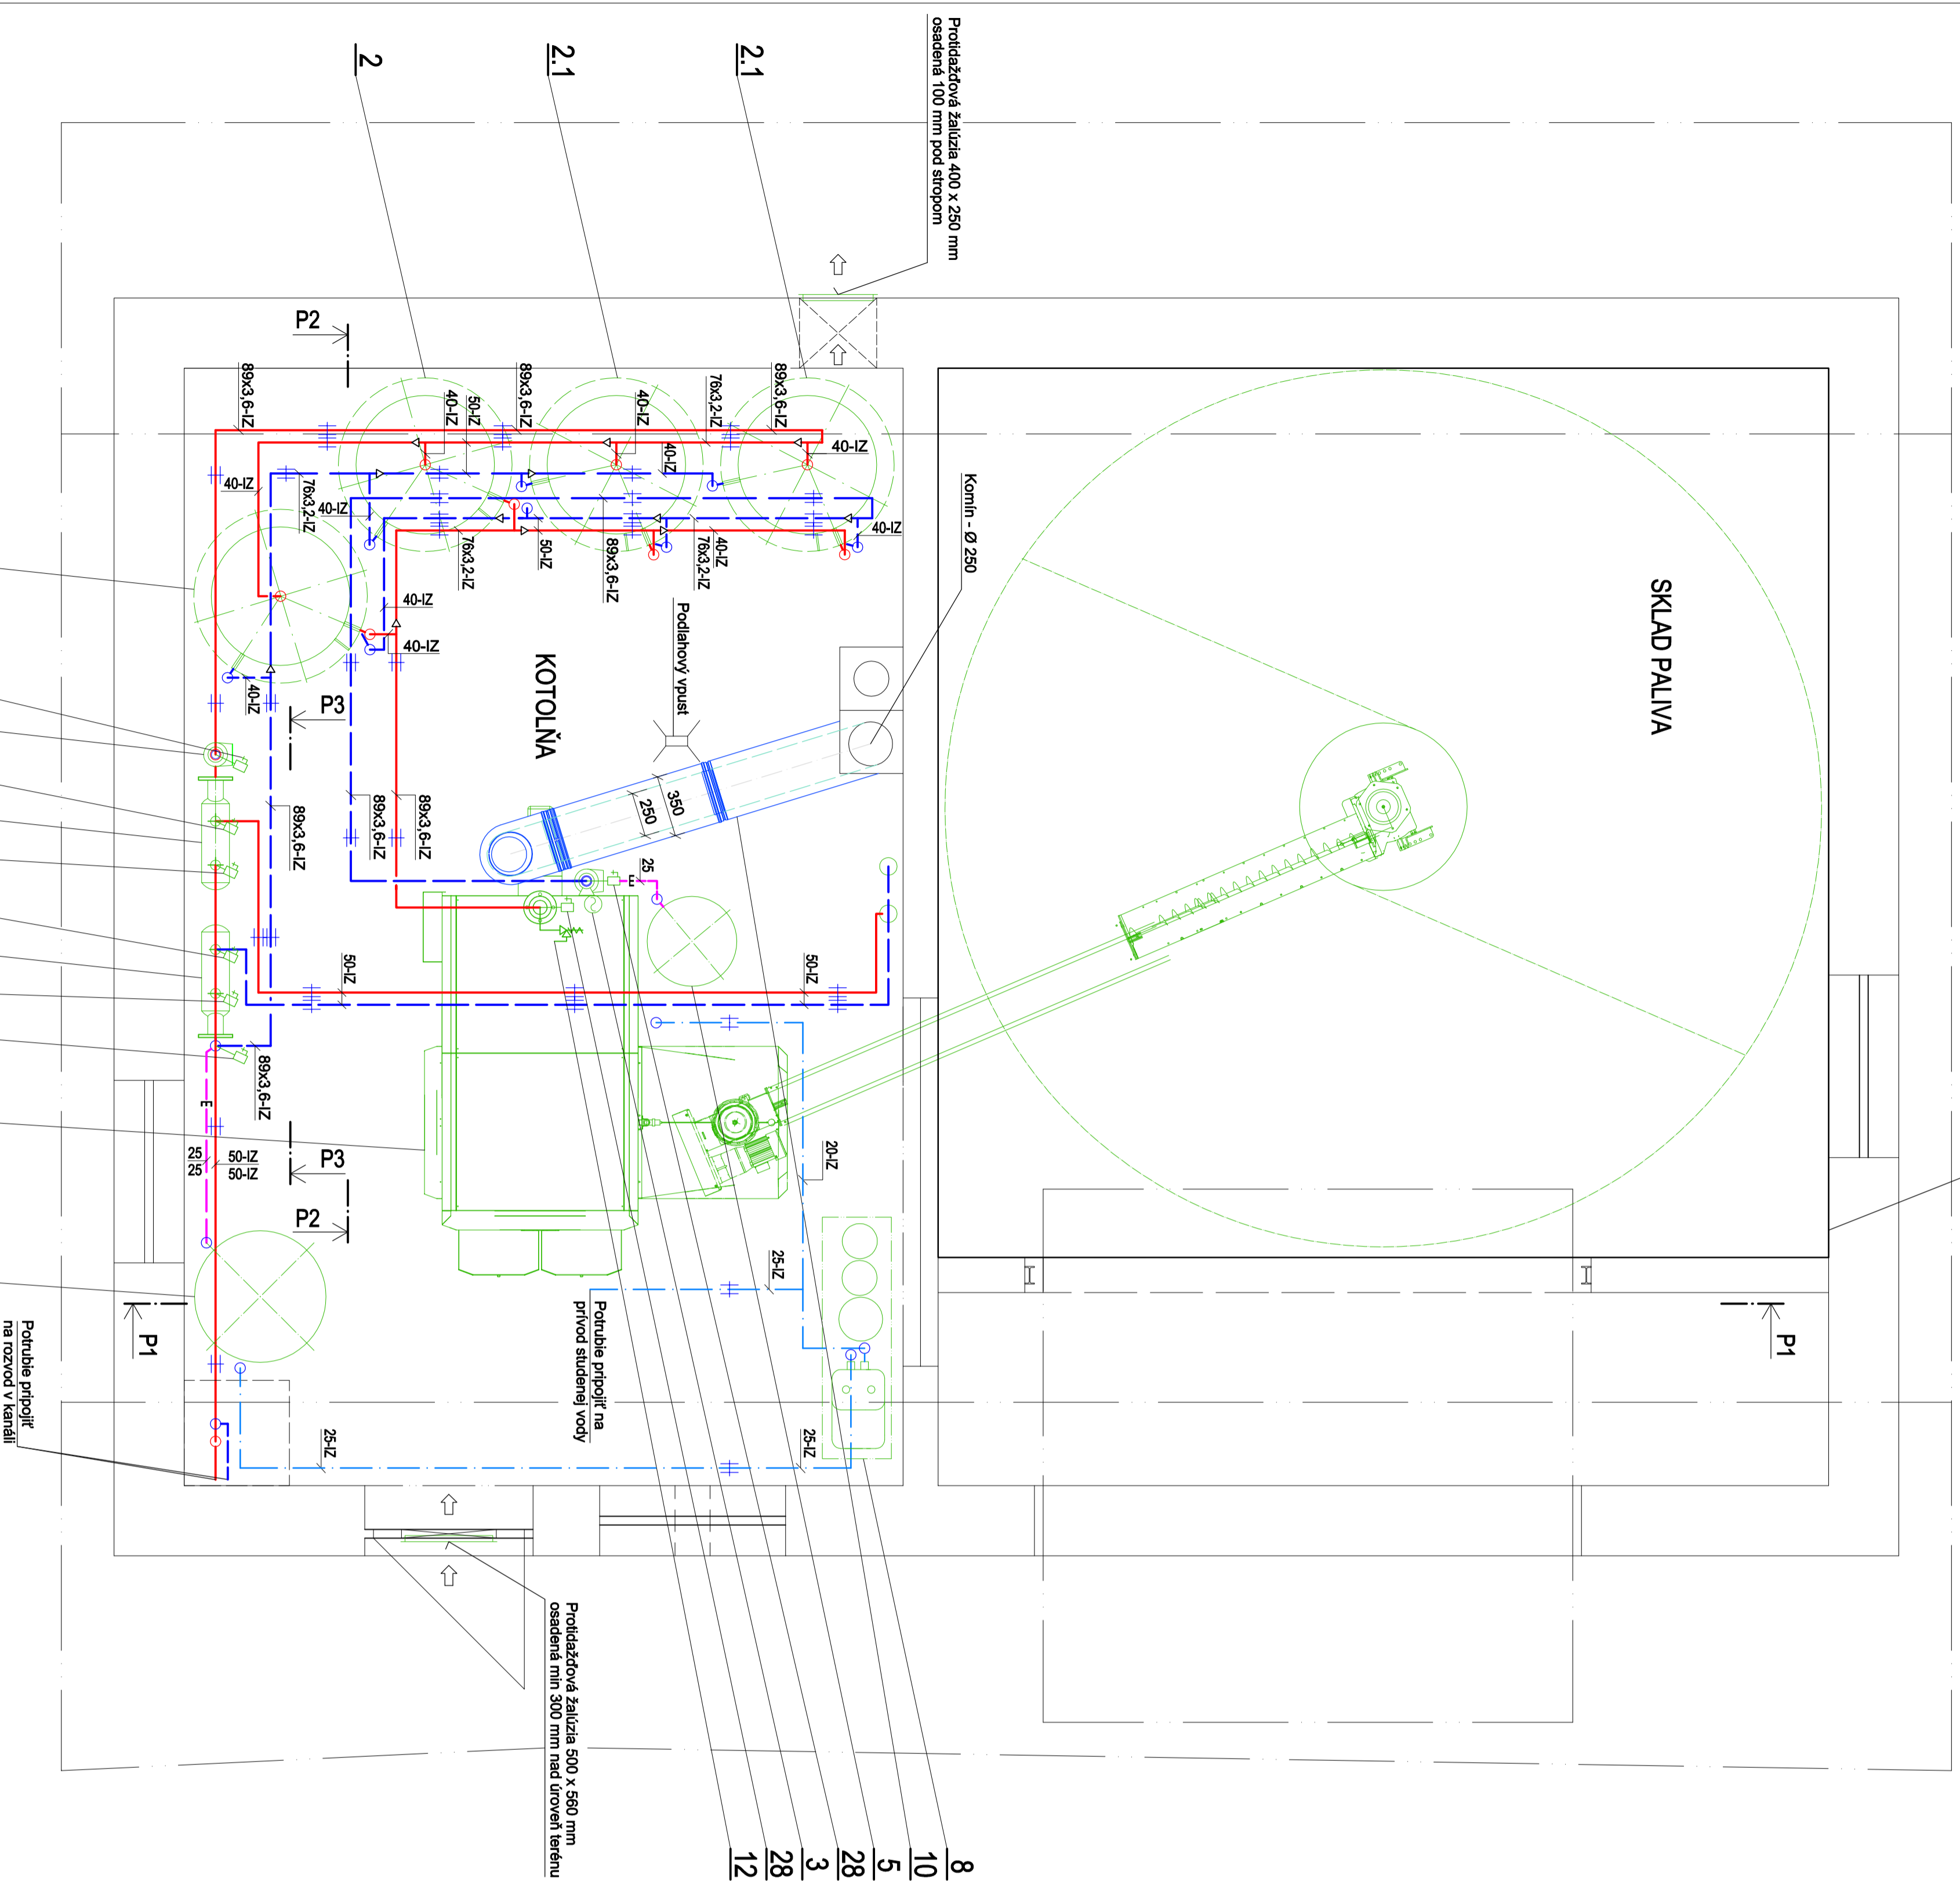 Protidažďová žalúzia 400 x 250 mm
osadená 100 mm pod stropom
2.1
2.1
2
Komín - Ø 250
SKLAD PALIVA
KOTOLŇA
Podlahový vpust
P2
P3
P3
P2
P1
P1
89x3,6-IZ
76x3,2-IZ
40-IZ
40-IZ
40-IZ
89x3,6-IZ
50-IZ
40-IZ
89x3,6-IZ
40-IZ
76x3,2-IZ
40-IZ
76x3,2-IZ
50-IZ
89x3,6-IZ
76x3,2-IZ
40-IZ
40-IZ
40-IZ
40-IZ
40-IZ
89x3,6-IZ
89x3,6-IZ
89x3,6-IZ
350
250
25
E
50-IZ
50-IZ
89x3,6-IZ
E
25
25
50-IZ
50-IZ
20-IZ
25-IZ
25-IZ
25-IZ
Potrubie pripojiť na
prívod studenej vody
Potrubie pripojiť
na rozvod v kanáli
Protidažďová žalúzia 500 x 560 mm
osadená min 300 mm nad úroveň terénu
8
10
5
28
3
28
12